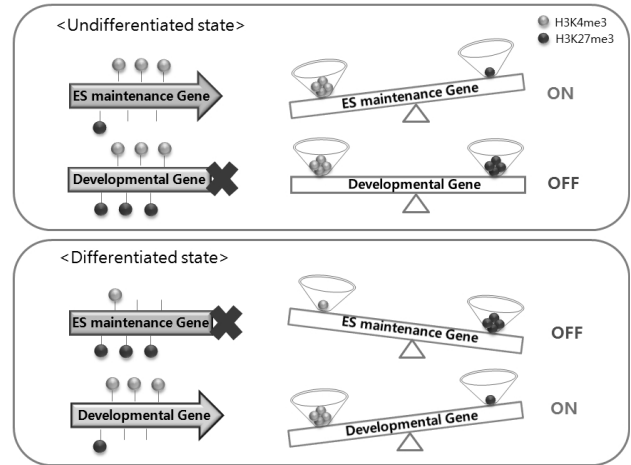 <Undifferentiated state>
H3K4me3
H3K27me3
ES maintenance Gene
ES maintenance Gene
ON
Developmental Gene
Developmental Gene
OFF
<Differentiated state>
ES maintenance Gene
ES maintenance Gene
OFF
Developmental Gene
Developmental Gene
ON